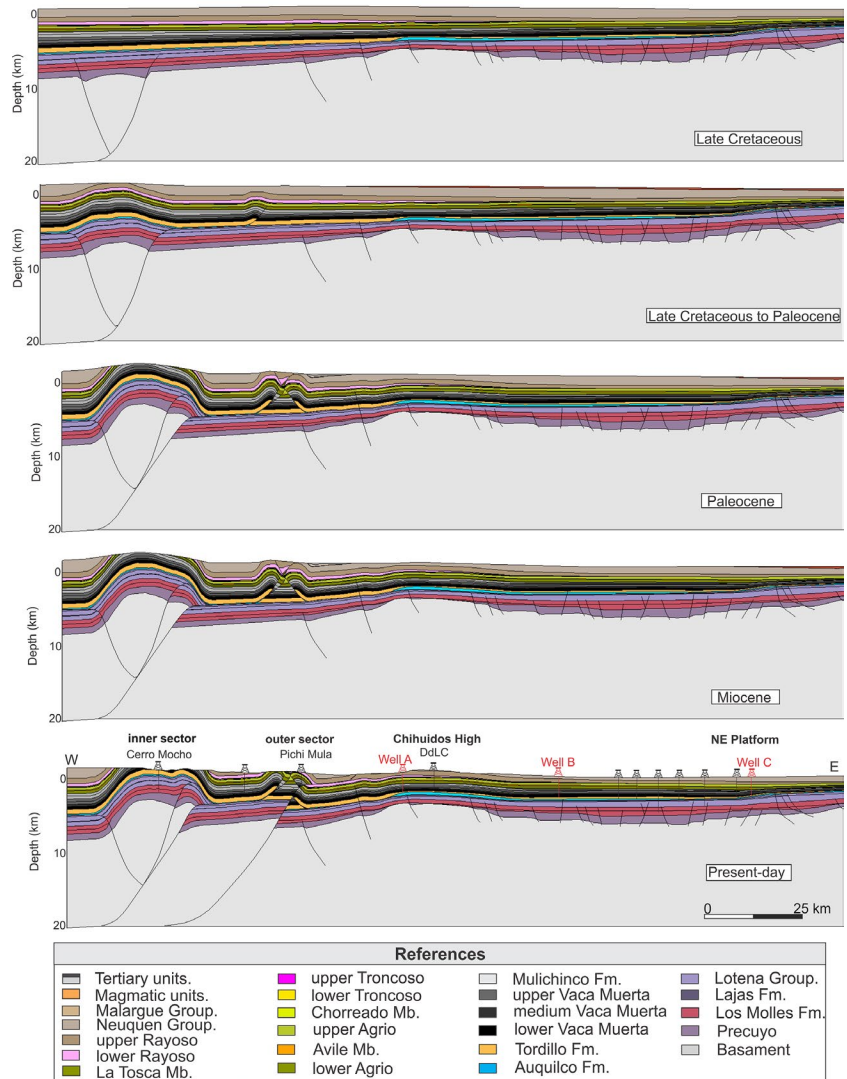 0
10
20
Depth (km)
Late Cretaceous
0
10
20
Depth (km)
Late Cretaceous to Paleocene
0
10
20
Depth (km)
Paleocene
0
10
20
Depth (km)
Miocene
inner sector outer sector Chihuidos High NE Platform
W Cerro Mocho Pichi Mula Well A DdLC Well B Well C E
0
10
20
Depth (km)
Present-day
0 25 km
References
Tertiary units. upper Troncoso Mulichinco Fm. Lotena Group.
Magmatic units. lower Troncoso upper Vaca Muerta Lajas Fm.
Malargue Group. Chorreado Mb. medium Vaca Muerta Los Molles Fm.
Neuquen Group. upper Agrio lower Vaca Muerta Precuyo
upper Rayoso Avile Mb. Tordillo Fm. Basament
lower Rayoso lower Agrio Auquilco Fm.
La Tosca Mb.